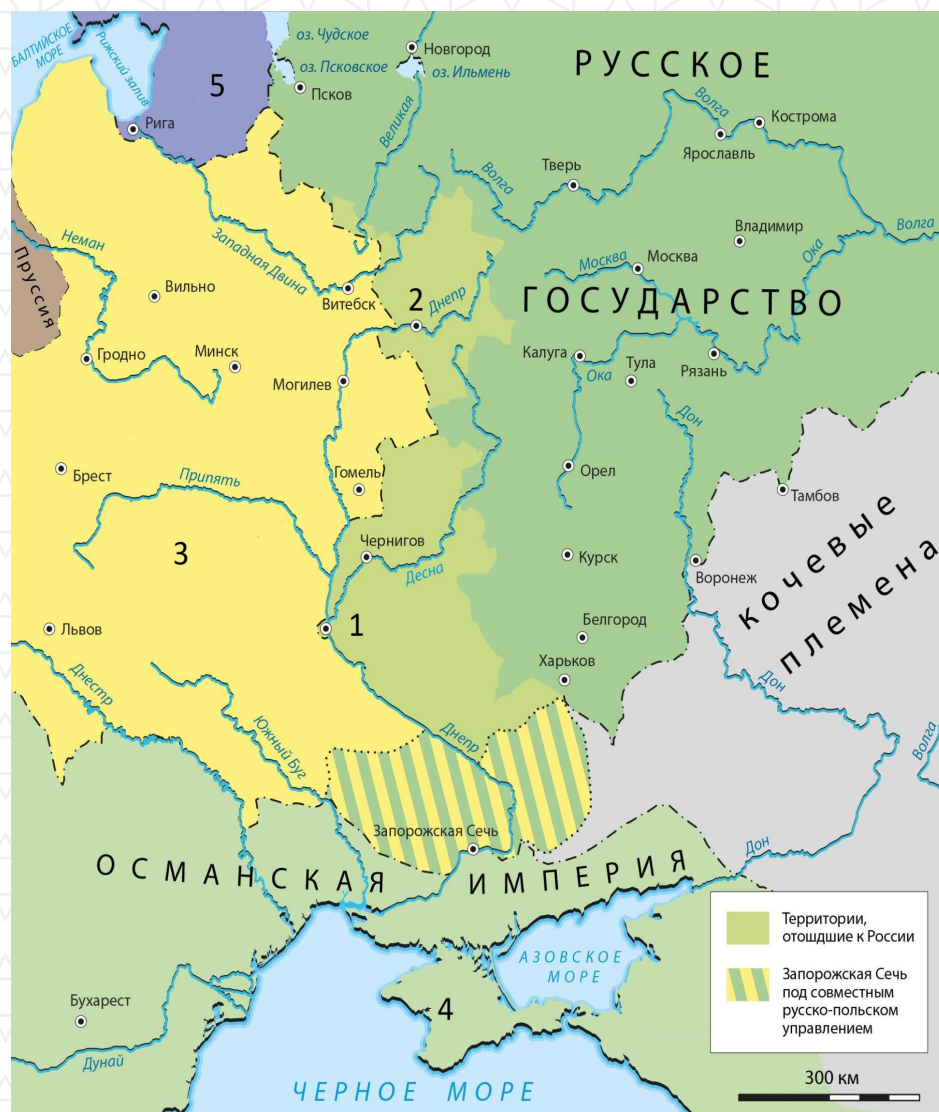 БАЛТИЙСКОЕ
МОРЕ
Рижский залив
5
оз. Чудское
оз. Псковское
Псков
Новгород
оз. Ильмень
Великая
РУССКОЕ
Рига
Волга
Кострома
Ярославль
Тверь
Волга
Владимир
Волга
Ока
Неман
Западная Двина
Москва
Москва
Пруссия
Вильно
Витебск
2
Днепр
ГОСУДАРСТВО
Гродно
Минск
Могилев
Калуга
Ока
Тула
Рязань
Дон
Брест
Припять
Гомель
Орел
Тамбов
3
Чернигов
Десна
Курск
Воронеж
КОЧЕВЫЕ
ПЛЕМЕНА
Львов
1
Белгород
Харьков
Днестр
Южный Буг
Днепр
Дон
Волга
Запорожская Сечь
Дон
ОСМАНСКАЯ ИМПЕРИЯ
АЗОВСКОЕ
МОРЕ
4
Бухарест
Дунай
ЧЕРНОЕ МОРЕ
Территории,
отошдшие к России
Запорожская Сечь
под совместным
русско-польском
управлением
300 км